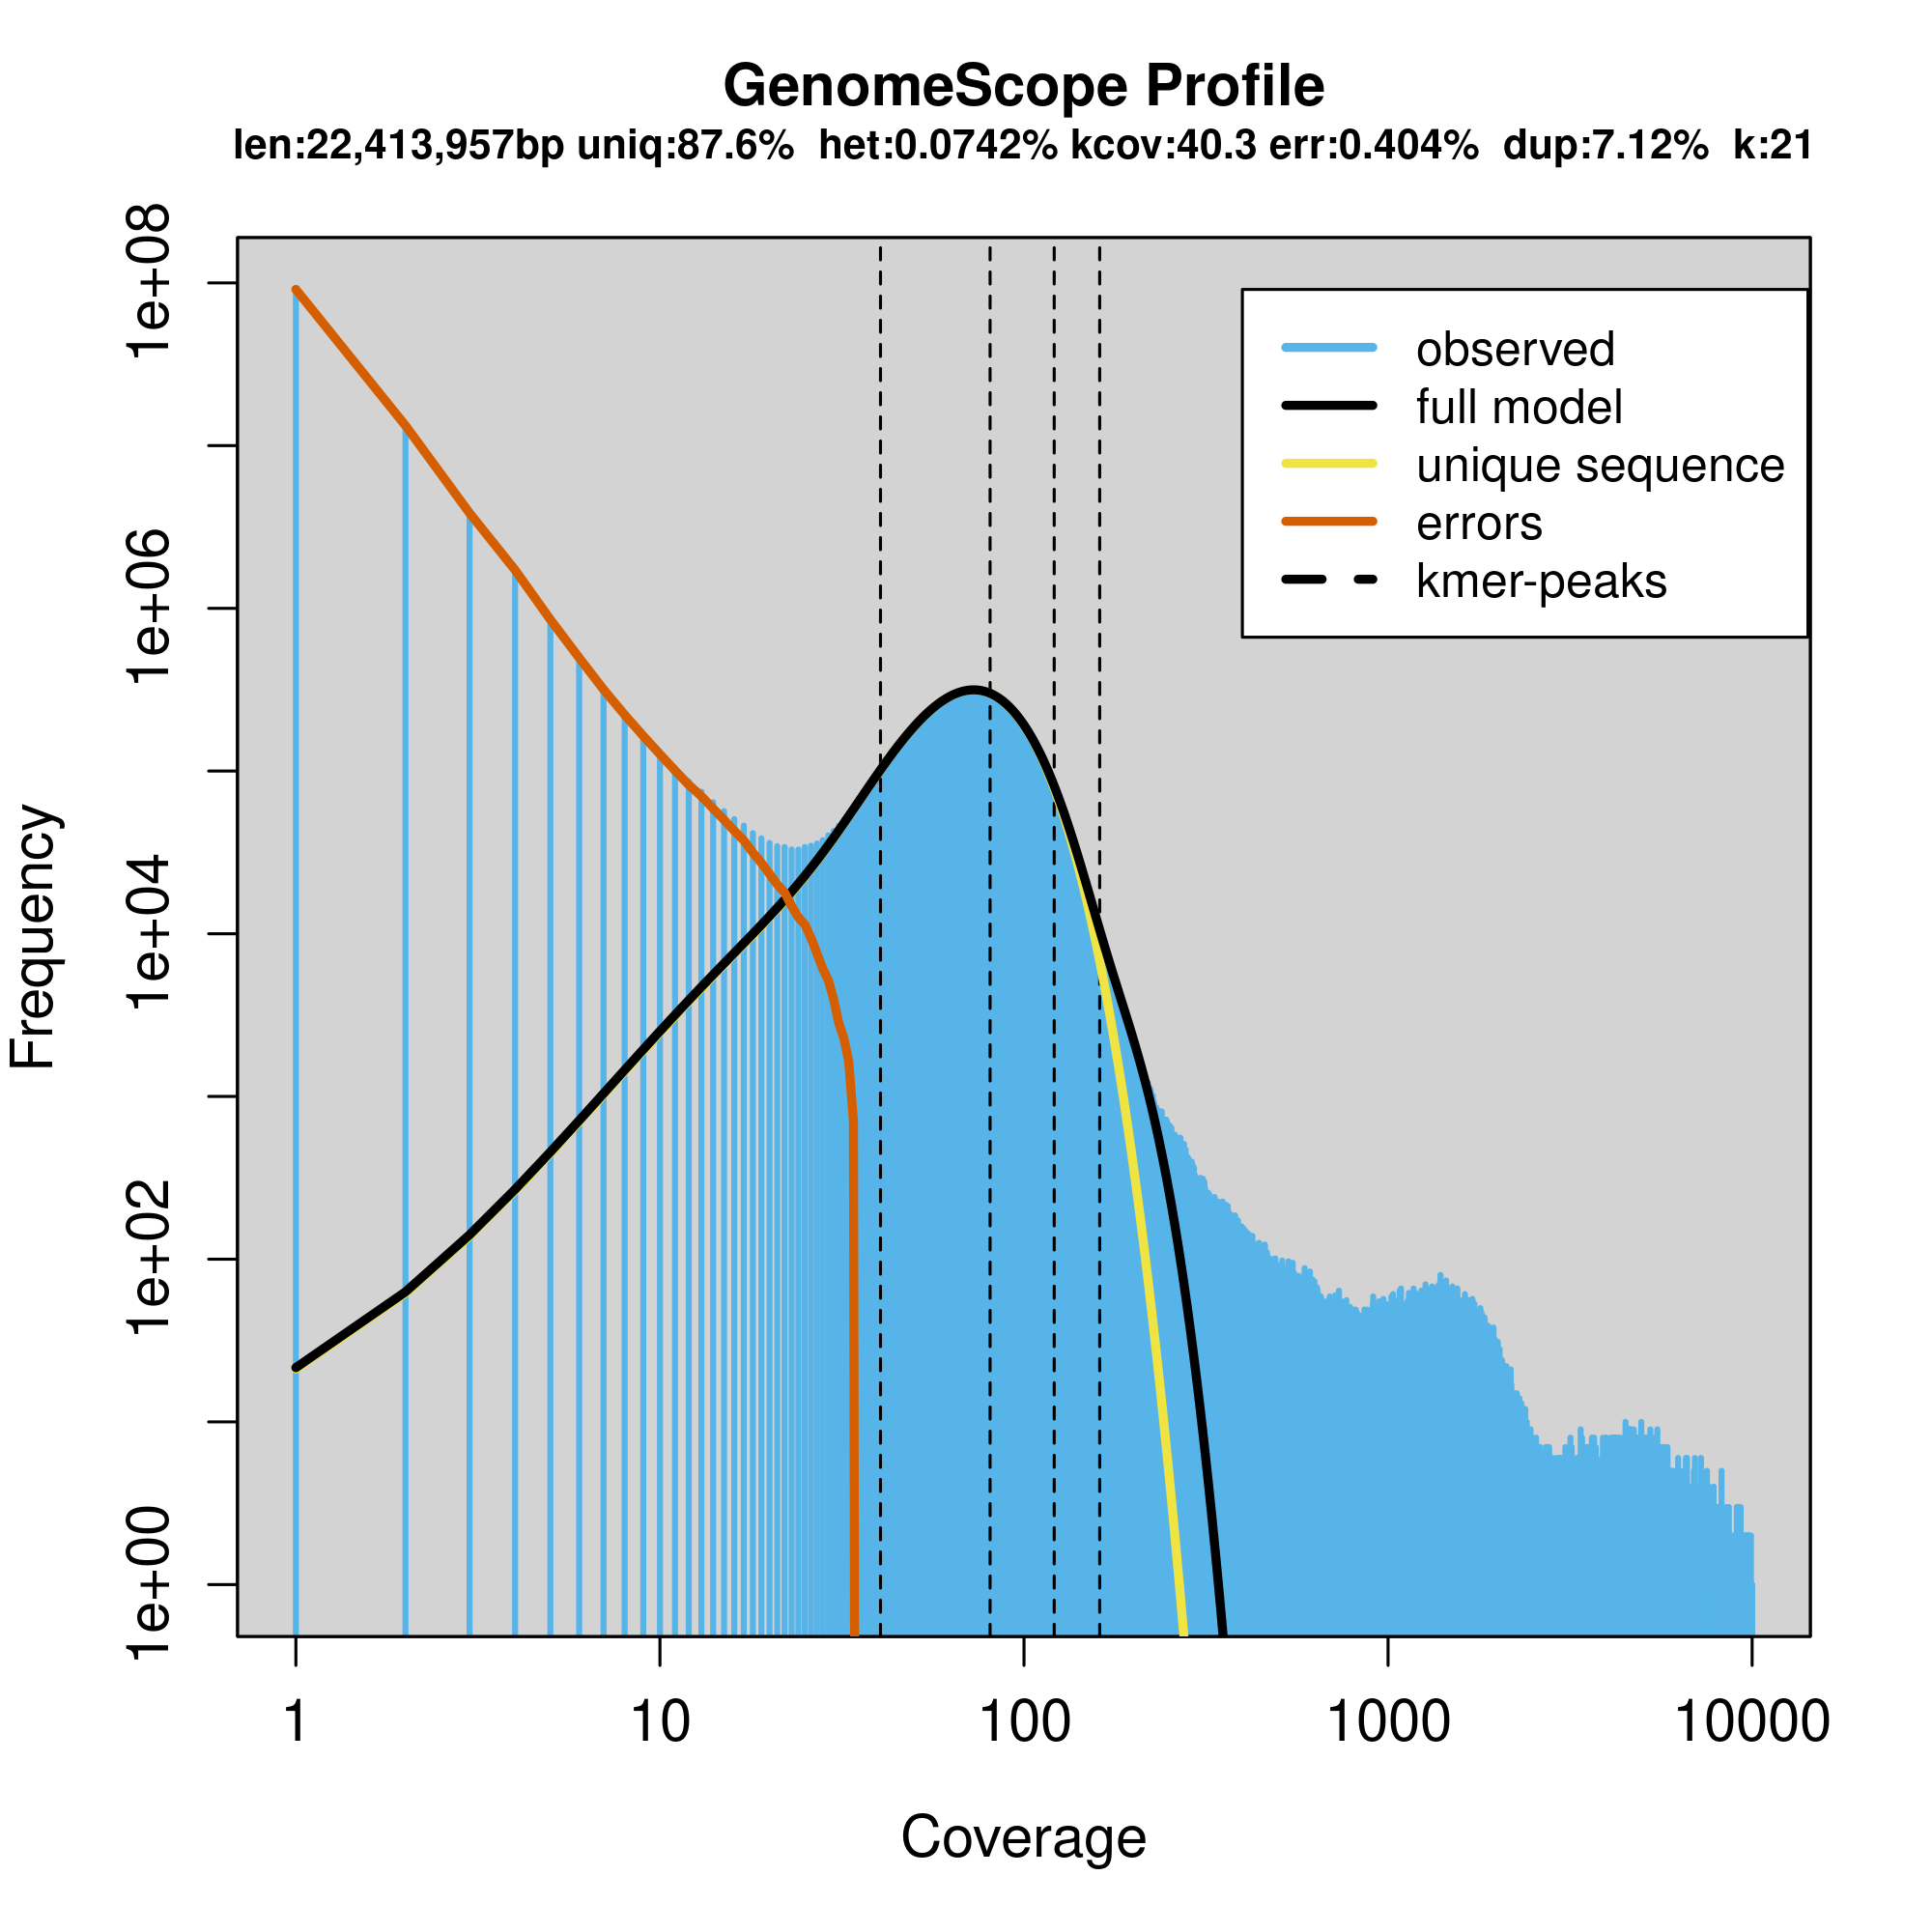 GenomeScope Profile
len:22,413,957bp uniq:87.6% het:0.0742% kcov:40.3 err:0.404% dup:7.12% k:21
1e+08
1e+06
1e+04
1e+02
1e+00
Frequency
observed
full model
unique sequence
errors
kmer-peaks
1 10 100 1000 10000
Coverage